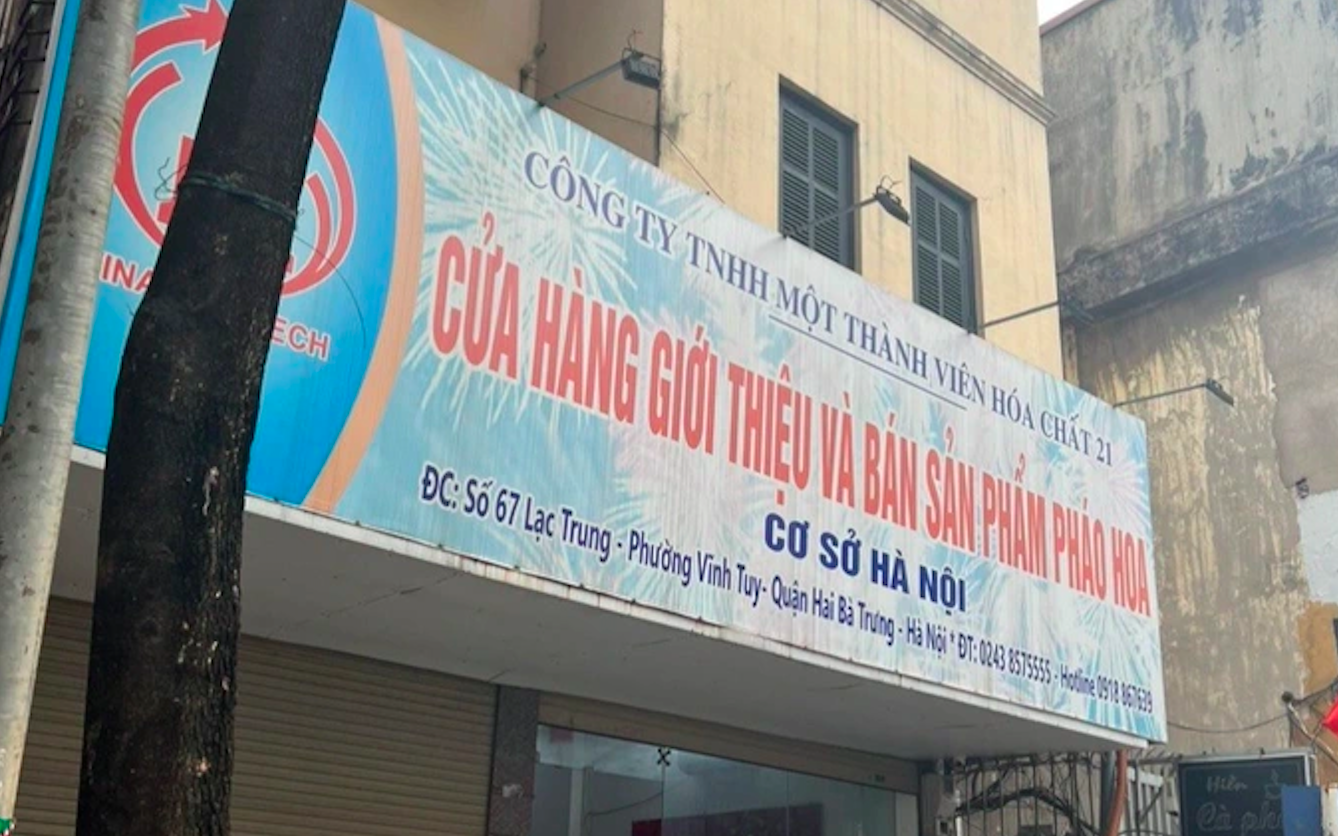 CÔNG TY TNHH MỘT THÀNH VIÊN HÓA CHẤT 21
CỬA HÀNG GIỚI THIỆU VÀ BÁN SẢN PHẨM PHÁO HOA
CƠ SỞ HÀ NỘI
ĐC: Số 67 Lạc Trung - Phường Vĩnh Tuy- Quận Hai Bà Trưng - Hà Nội * ĐT: 0243 8575555 - Hotline 0918 867639
Hiên